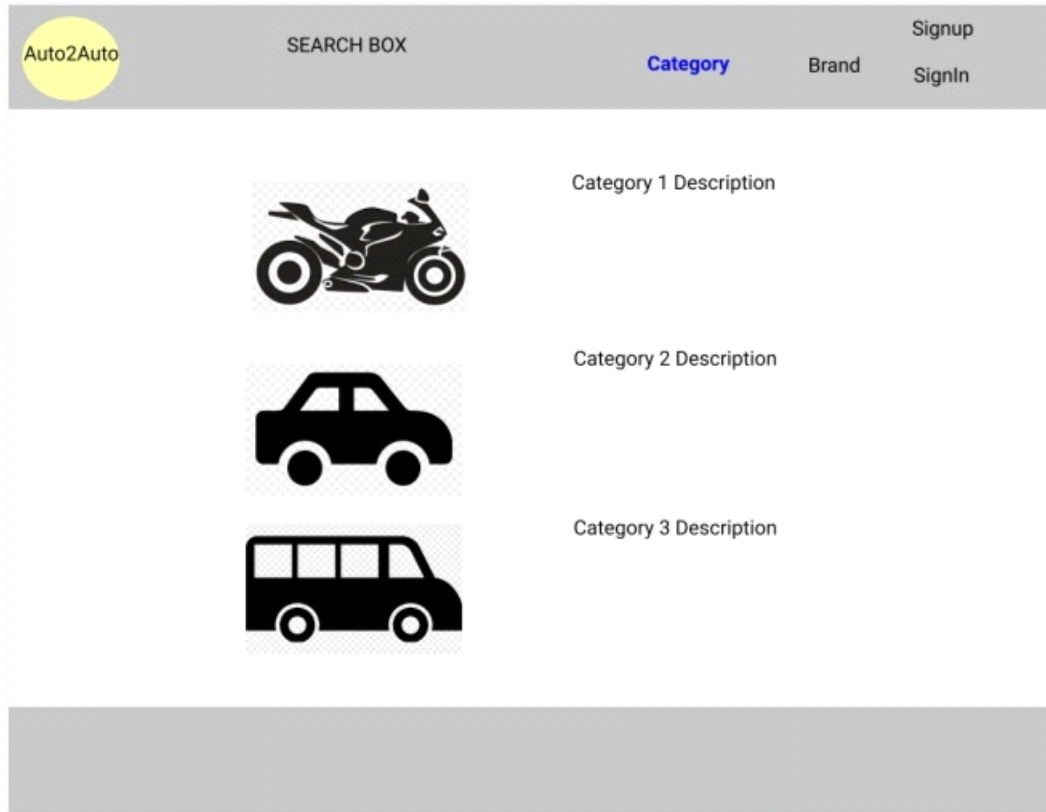 Auto2Auto
SEARCH BOX
Category
Brand
Signup
SignIn
Category 1 Description
Category 2 Description
Category 3 Description